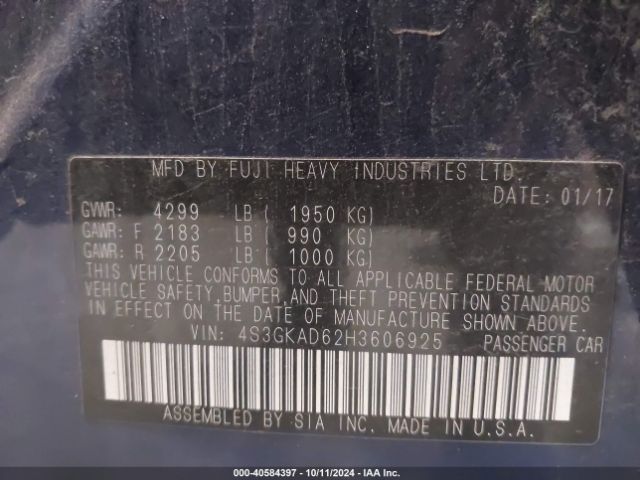 MFD BY FUJI HEAVY INDUSTRIES LTD.
DATE: 01/17
GVWR: 4299 LB ( 1950 KG)
GAWR: F 2183 LB ( 990 KG)
GAWR: R 2205 LB ( 1000 KG)
THIS VEHICLE CONFORMS TO ALL APPLICABLE FEDERAL MOTOR
VEHICLE SAFETY, BUMPER, AND THEFT PREVENTION STANDARDS
IN EFFECT ON THE DATE OF MANUFACTURE SHOWN ABOVE.
VIN: 4S3GKAD62H3606925 PASSENGER CAR
ASSEMBLED BY SIA INC. MADE IN U.S.A.
000-40584397 - 10/11/2024 - IAA Inc.